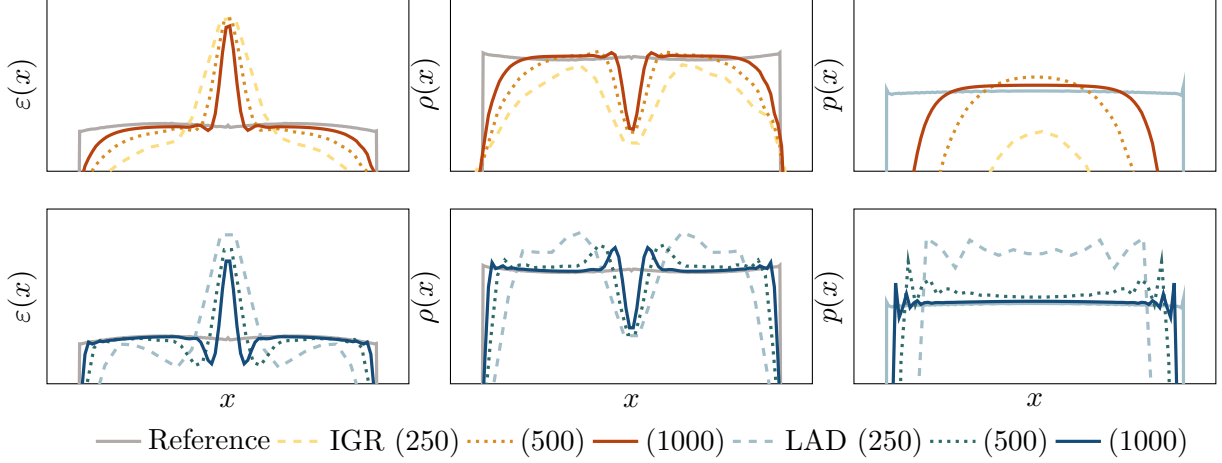 ε(x)
ρ(x)
p(x)
ε(x)
ρ(x)
p(x)
x
x
x
Reference IGR (250) (500) (1000) LAD (250) (500) (1000)